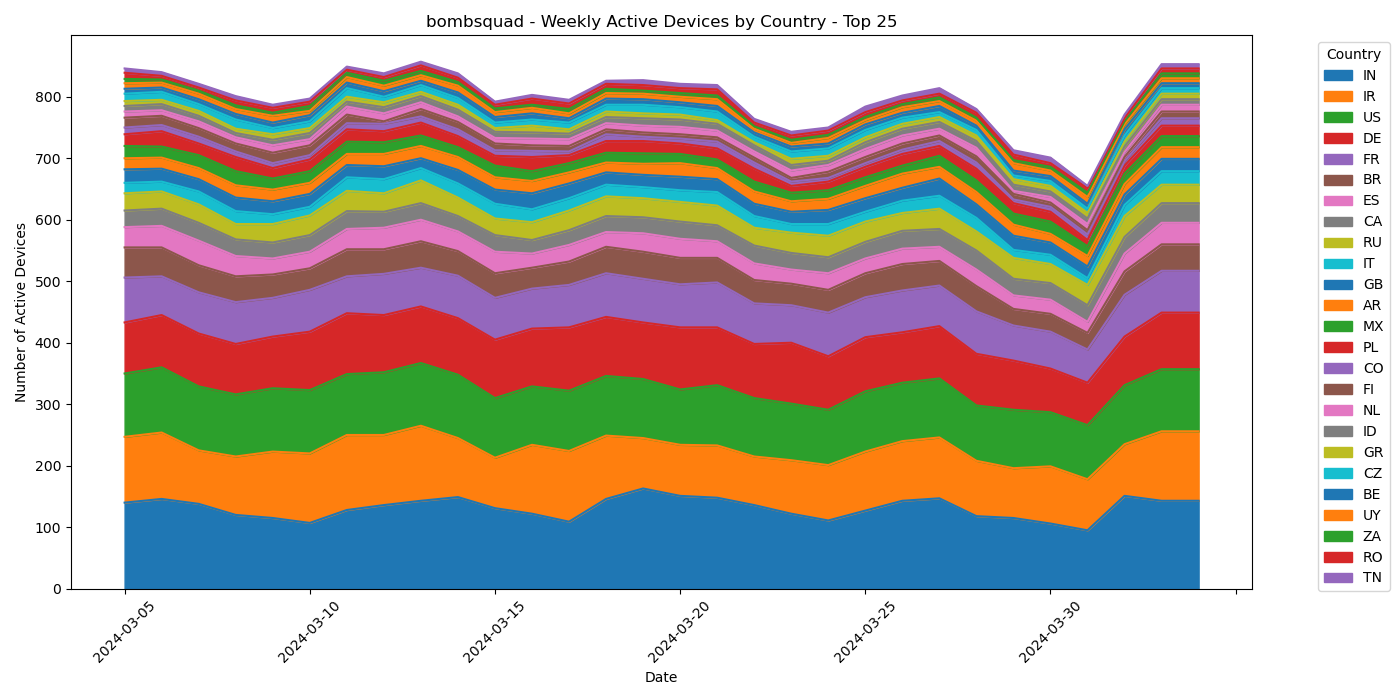 bombsquad - Weekly Active Devices by Country - Top 25
Number of Active Devices
800
700
600
500
400
300
200
100
0
2024-03-05
2024-03-10
2024-03-15
2024-03-20
2024-03-25
2024-03-30
Date
Country
IN
IR
US
DE
FR
BR
ES
CA
RU
IT
GB
AR
MX
PL
CO
FI
NL
ID
GR
CZ
BE
UY
ZA
RO
TN